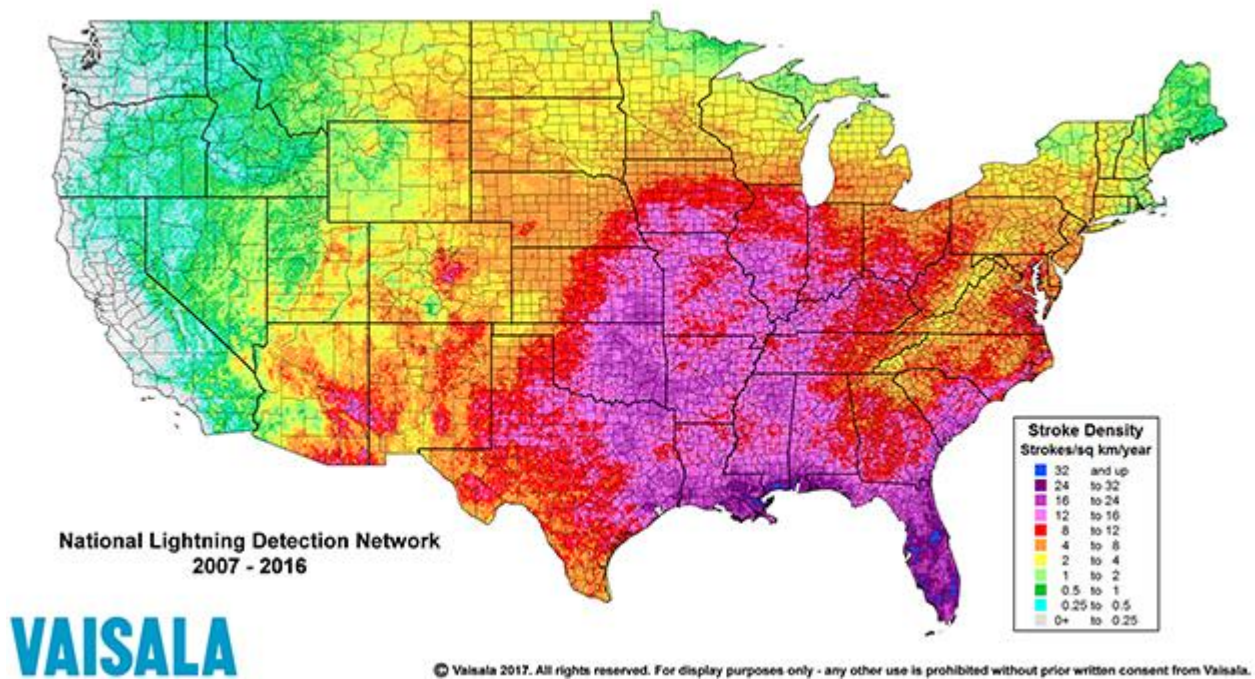 Stroke Density
Strokes/sq km/year
32 and up
24 to 32
16 to 24
12 to 16
8 to 12
4 to 8
2 to 4
1 to 2
0.5 to 1
0.25 to 0.5
0+ to 0.25
National Lightning Detection Network
2007 - 2016
VAISALA
© Vaisala 2017. All rights reserved. For display purposes only - any other use is prohibited without prior written consent from Vaisala.